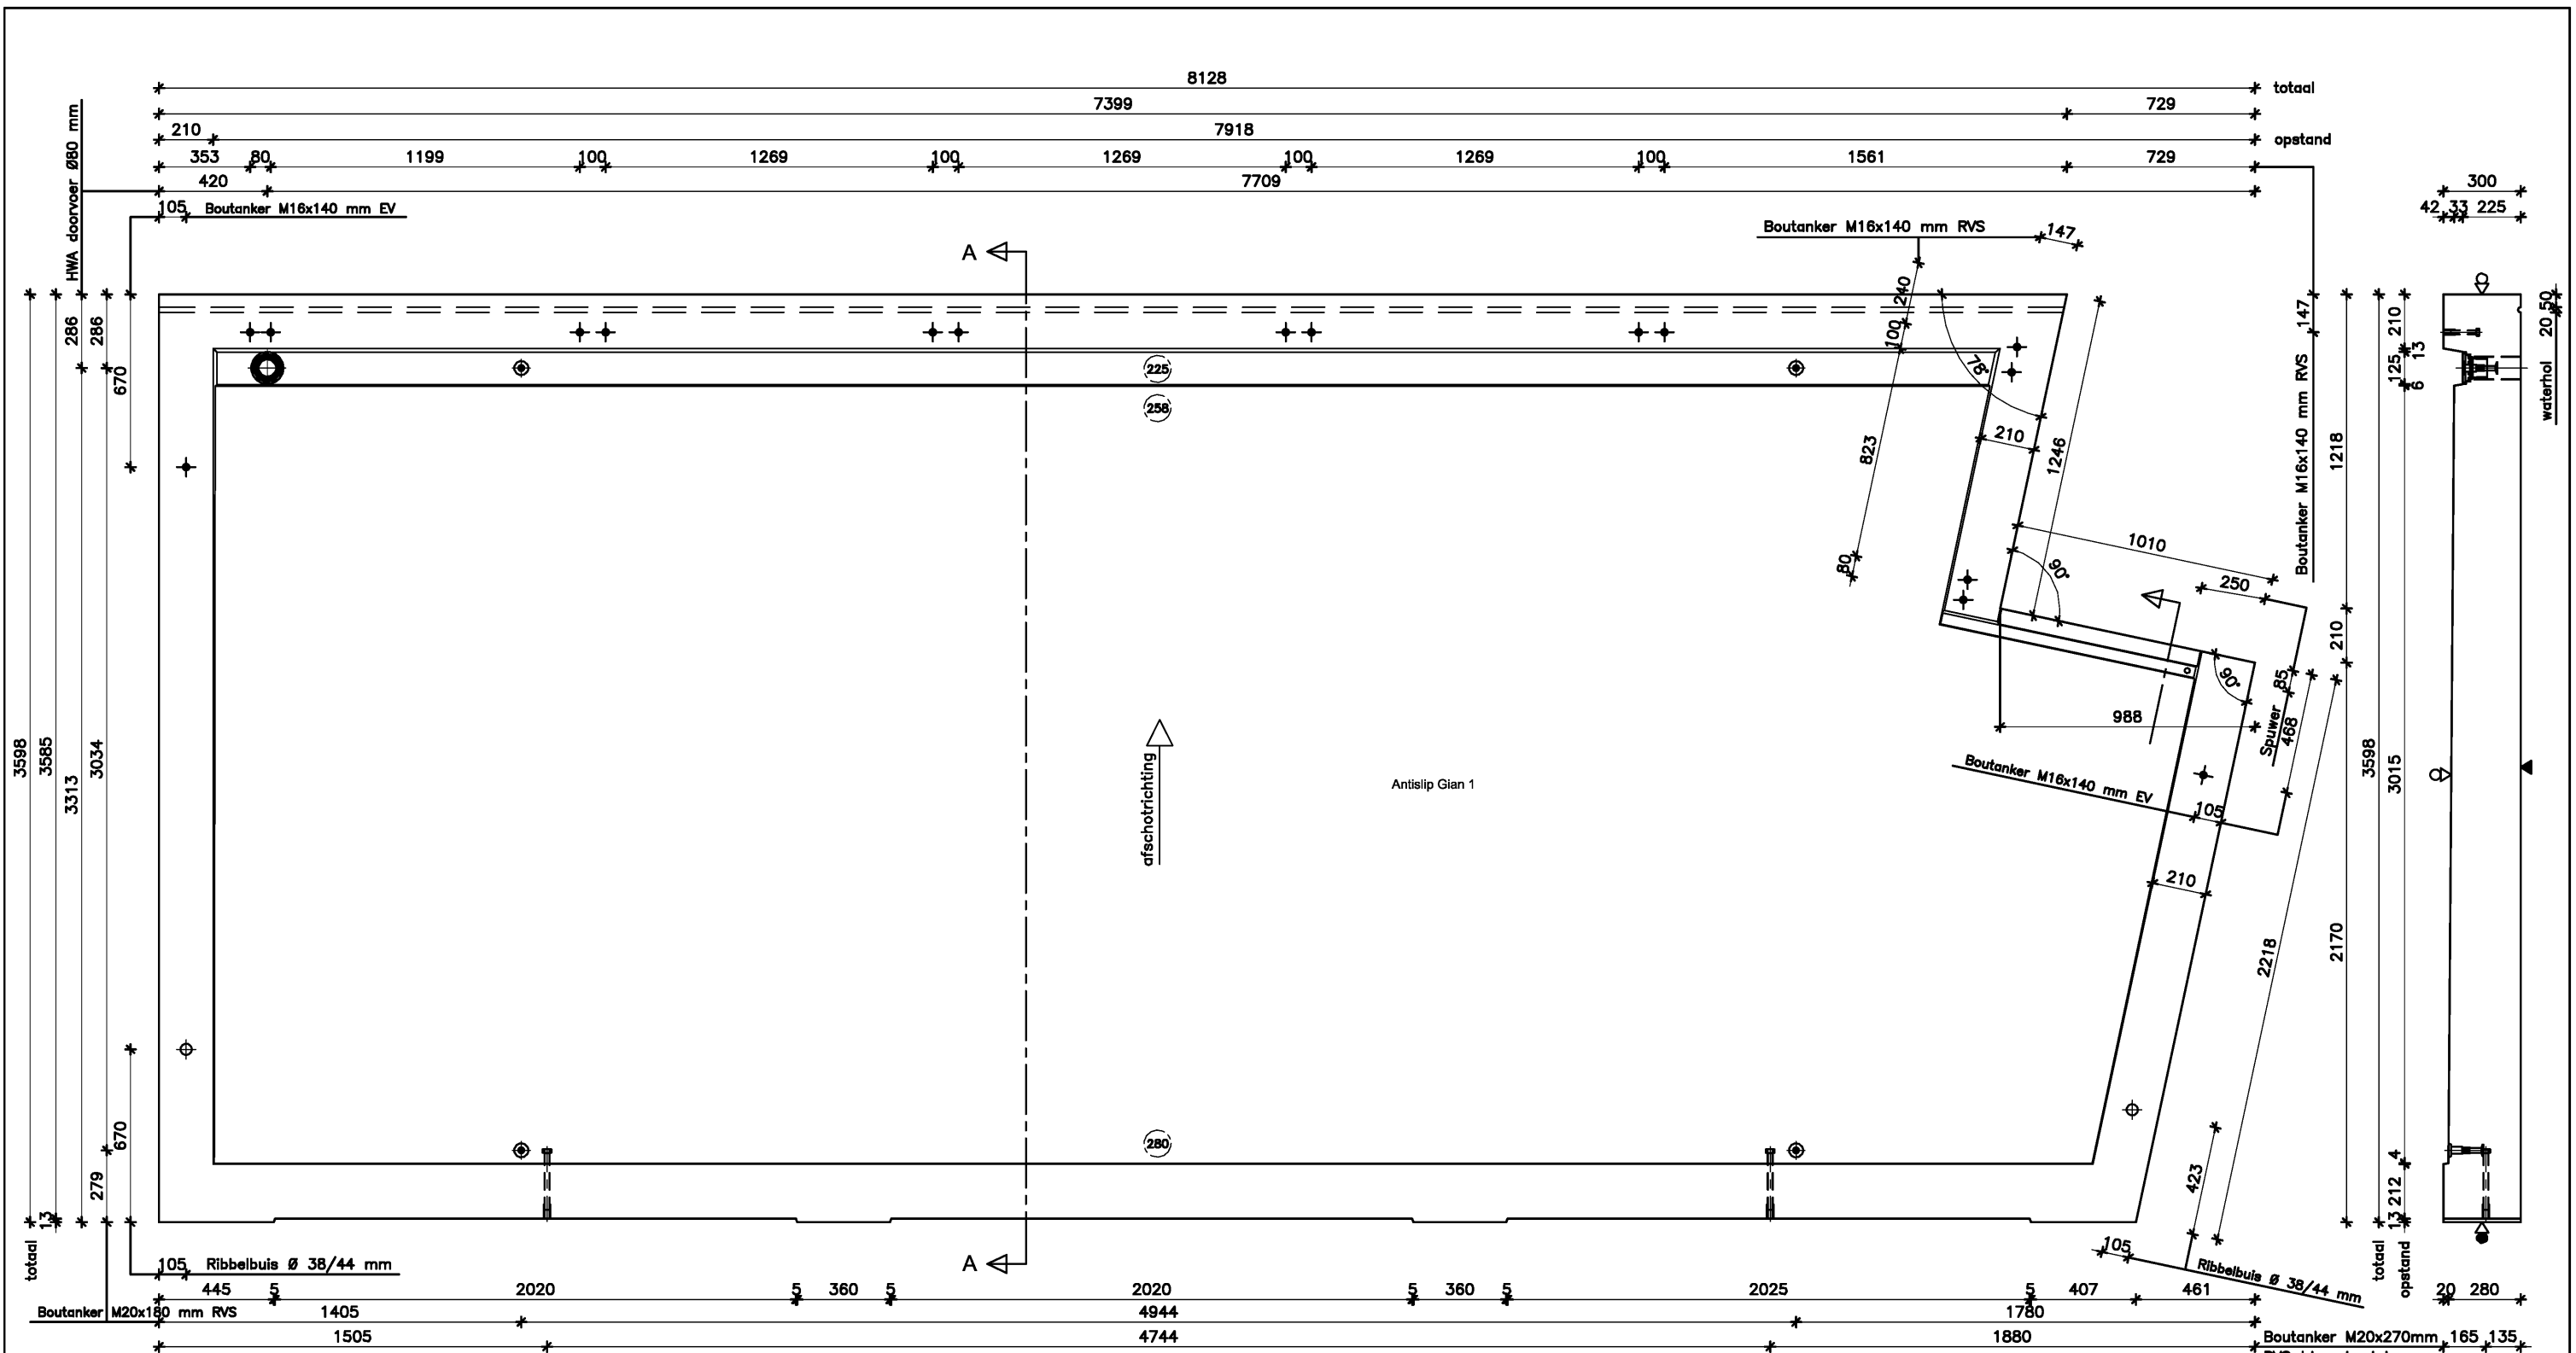 8128 totaal
7399 729
210 7918 opstand
353 80 1199 100 1269 100 1269 100 1269 100 1561 729
420 7709
105 Boutanker M16x140 mm EV
HWA doorvoer Ø80 mm
Boutanker M16x140 mm RVS 147
300
42 33 225
A
286
286
670
240
100
78°
225
258
823
210
1246
80
1010
90°
250
147
Boutanker M16x140 mm RVS
1218
210
210
13
125
6
20 50
waterhol
90°
85
Spuwer
468
988
Boutanker M16x140 mm EV
105
3598
3585
3313
3034
afschotrichting
Antislip Gian 1
3598
3015
210
2218
2170
280
670
279
13
totaal
423
4
212
13
105 Ribbelbuis Ø 38/44 mm
A
105
Ribbelbuis Ø 38/44 mm
totaal
opstand
445 5 2020 5 360 5 2020 5 360 5 2025 5 407 461
20 280
Boutanker M20x180 mm RVS 1405 4944 1780
1505 4744 1880 Boutanker M20x270mm 165 135